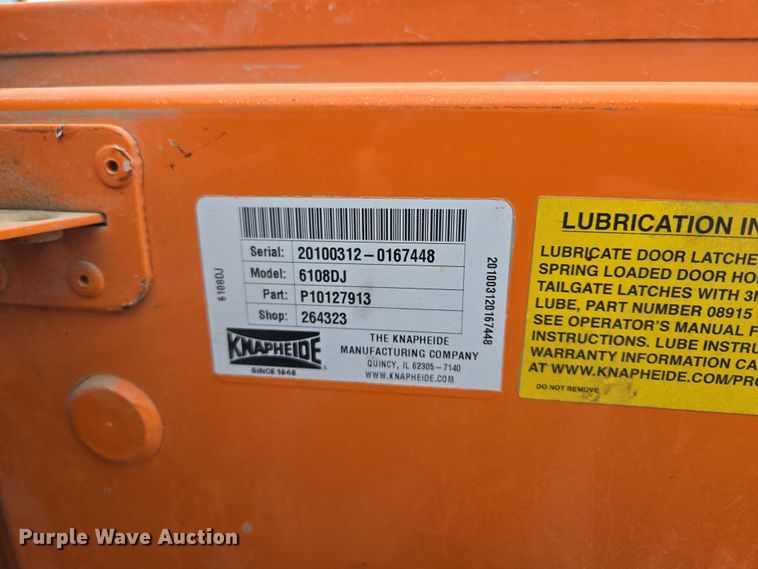 Serial: 20100312-0167448
Model: 6108DJ
Part: P10127913
Shop: 264323
6108DJ
201003120167448
KNAPHEIDE
SINCE 1848
THE KNAPHEIDE
MANUFACTURING COMPANY
QUINCY, IL 62305-7140
WWW.KNAPHEIDE.COM
LUBRICATION IN
LUBRICATE DOOR LATCHE
SPRING LOADED DOOR HO
TAILGATE LATCHES WITH 3
LUBE, PART NUMBER 08915
SEE OPERATOR'S MANUAL F
INSTRUCTIONS. LUBE INSTRU
WARRANTY INFORMATION CA
AT WWW.KNAPHEIDE.COM/PRO
DO NOT REMOVE
Purple Wave Auction